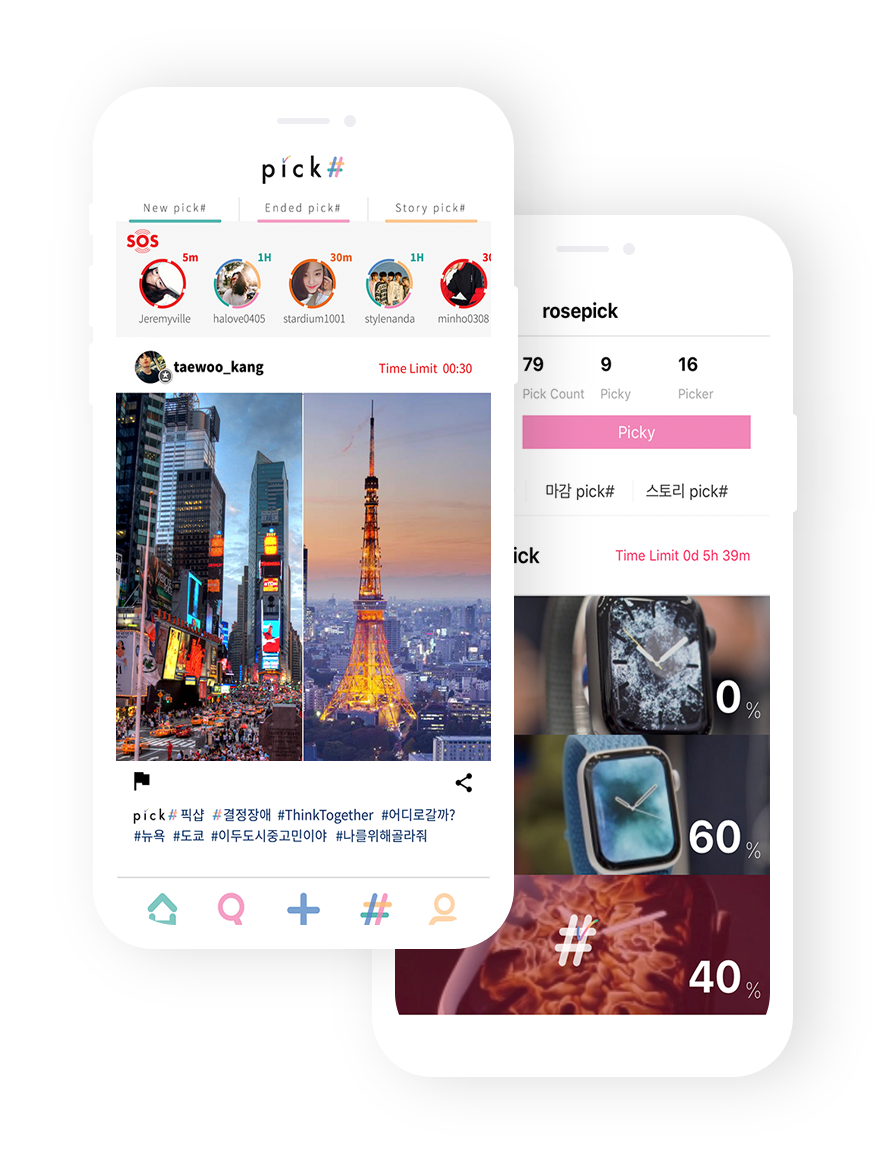 pick#
New pick# Ended pick# Story pick#
SOS
5m 1H 30m 1H 30
Jeremyville halove0405 stardium1001 stylenanda minho0308
taewoo_kang Time Limit 00:30
pick# 픽샵 #결정장애 #ThinkTogether #어디로갈까?
#뉴욕 #도쿄 #이두도시중고민이야 #나를위해골라줘
rosepick
79 9 16
Pick Count Picky Picker
Picky
마감 pick# 스토리 pick#
ick Time Limit 0d 5h 39m
0 %
60 %
#
40 %